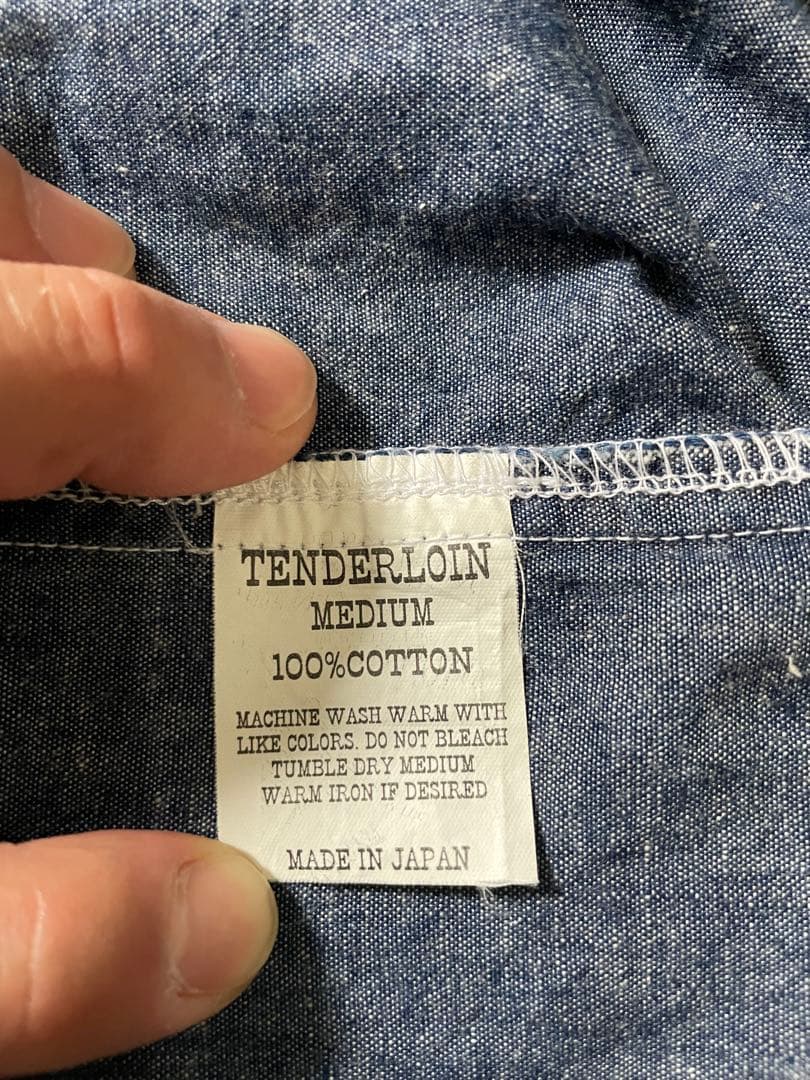 TENDERLOIN
MEDIUM
100%COTTON
MACHINE WASH WARM WITH
LIKE COLORS. DO NOT BLEACH
TUMBLE DRY MEDIUM
WARM IRON IF DESIRED
MADE IN JAPAN